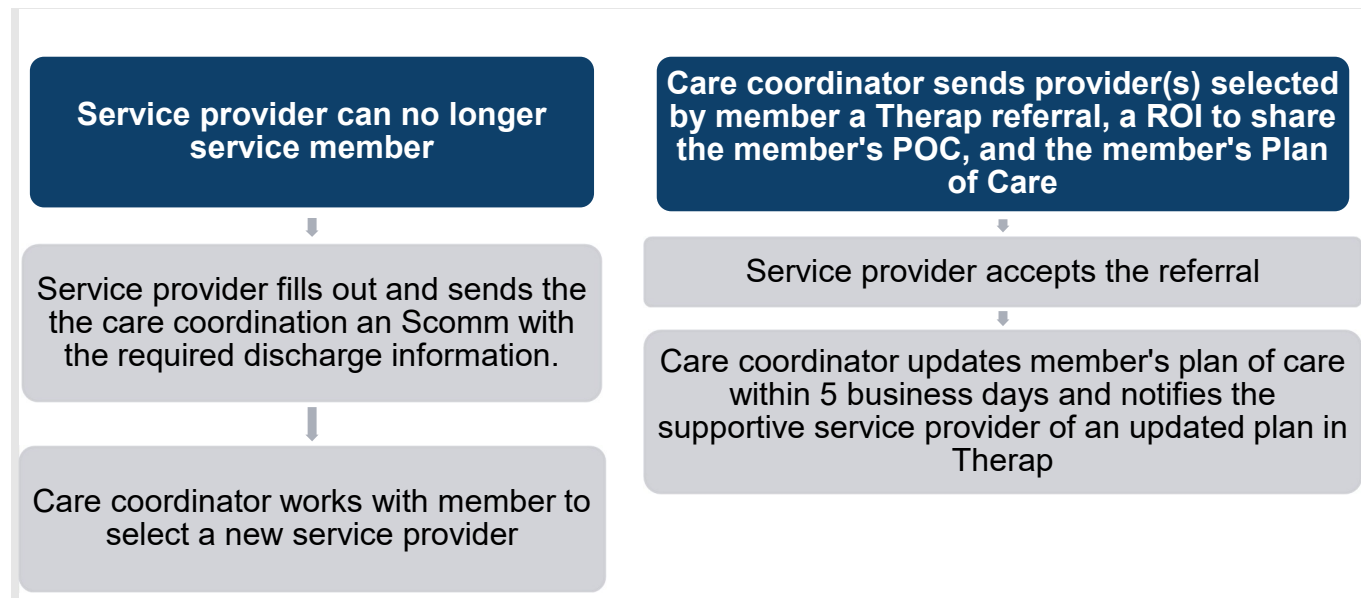 Service provider can no longer
service member
Service provider fills out and sends the
the care coordination an Scomm with
the required discharge information.
Care coordinator works with member to
select a new service provider
Care coordinator sends provider(s) selected
by member a Therap referral, a ROI to share
the member's POC, and the member's Plan
of Care
Service provider accepts the referral
Care coordinator updates member's plan of care
within 5 business days and notifies the
supportive service provider of an updated plan in
Therap